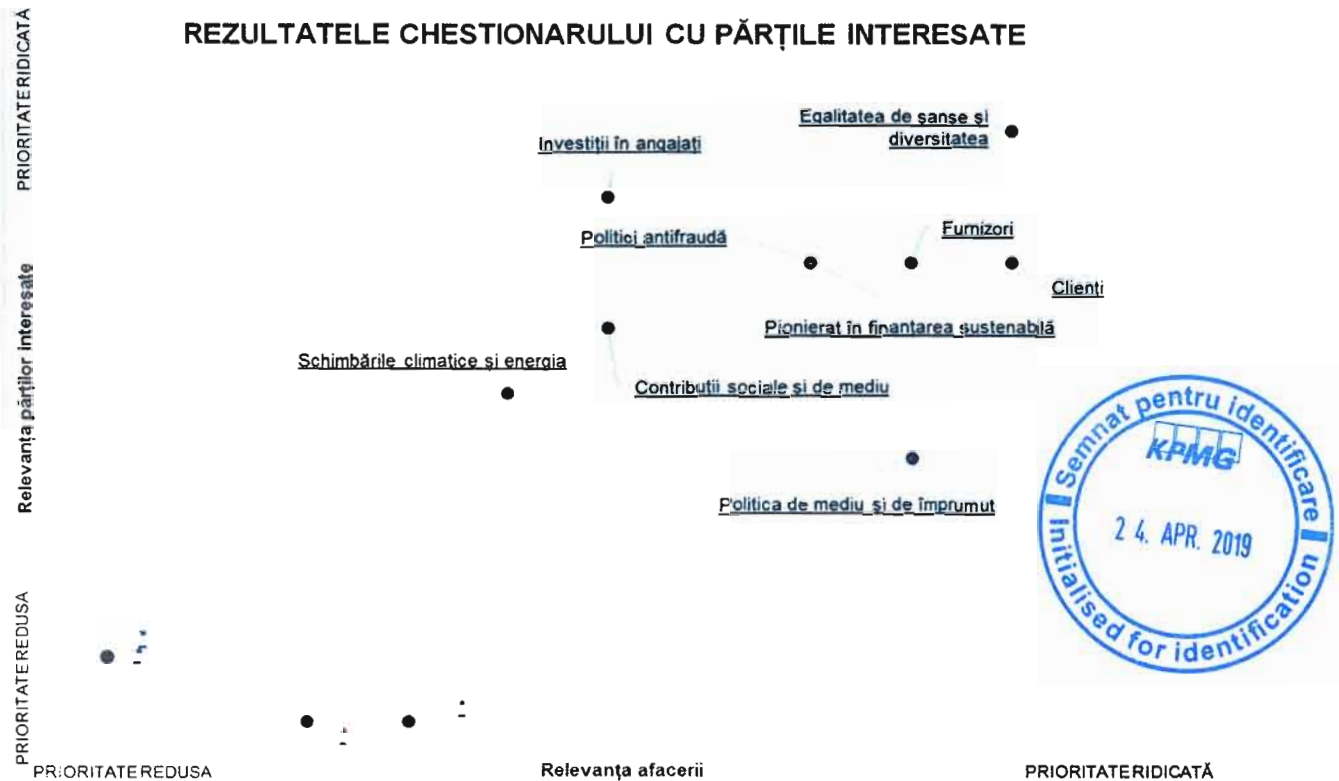 REZULTATELE CHESTIONARULUI CU PĂRȚILE INTERESATE
PRIORITATE RIDICATĂ
Relevanța părților interesate
PRIORITATE REDUSA
Egalitatea de șanse și
diversitatea
Investiții în angajați
Furnizori
Politici antifraudă
Clienți
Pionierat în finanțarea sustenabilă
Schimbările climatice și energia
Contribuții sociale și de mediu
Politica de mediu și de împrumut
Semnat pentru identificare
KPMG
2 4. APR. 2019
Initialised for identification
PRIORITATE REDUSA
Relevanța afacerii
PRIORITATE RIDICATĂ